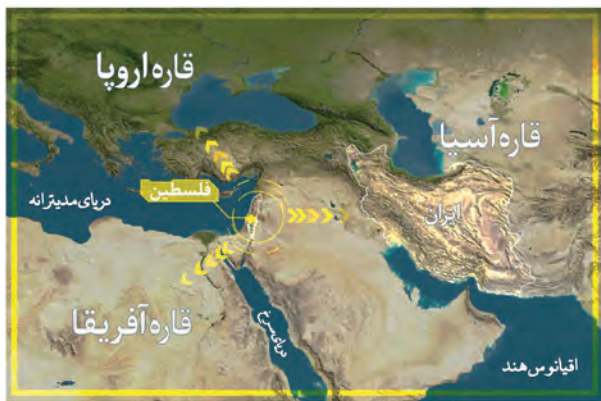 قاره اروپا
قاره آسیا
فلسطین
دریای مدیترانه
ایران
قاره آفریقا
دریای سرخ
اقیانوس هند